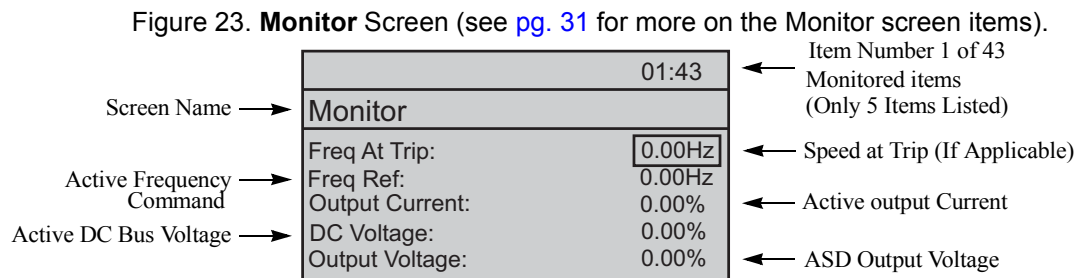 Figure 23. Monitor Screen (see pg. 31 for more on the Monitor screen items).
01:43
Item Number 1 of 43
Monitored items
(Only 5 Items Listed)
Screen Name
Monitor
Freq At Trip: 0.00Hz
Speed at Trip (If Applicable)
Active Frequency
Command
Freq Ref: 0.00Hz
Output Current: 0.00%
Active output Current
Active DC Bus Voltage
DC Voltage: 0.00%
Output Voltage: 0.00%
ASD Output Voltage